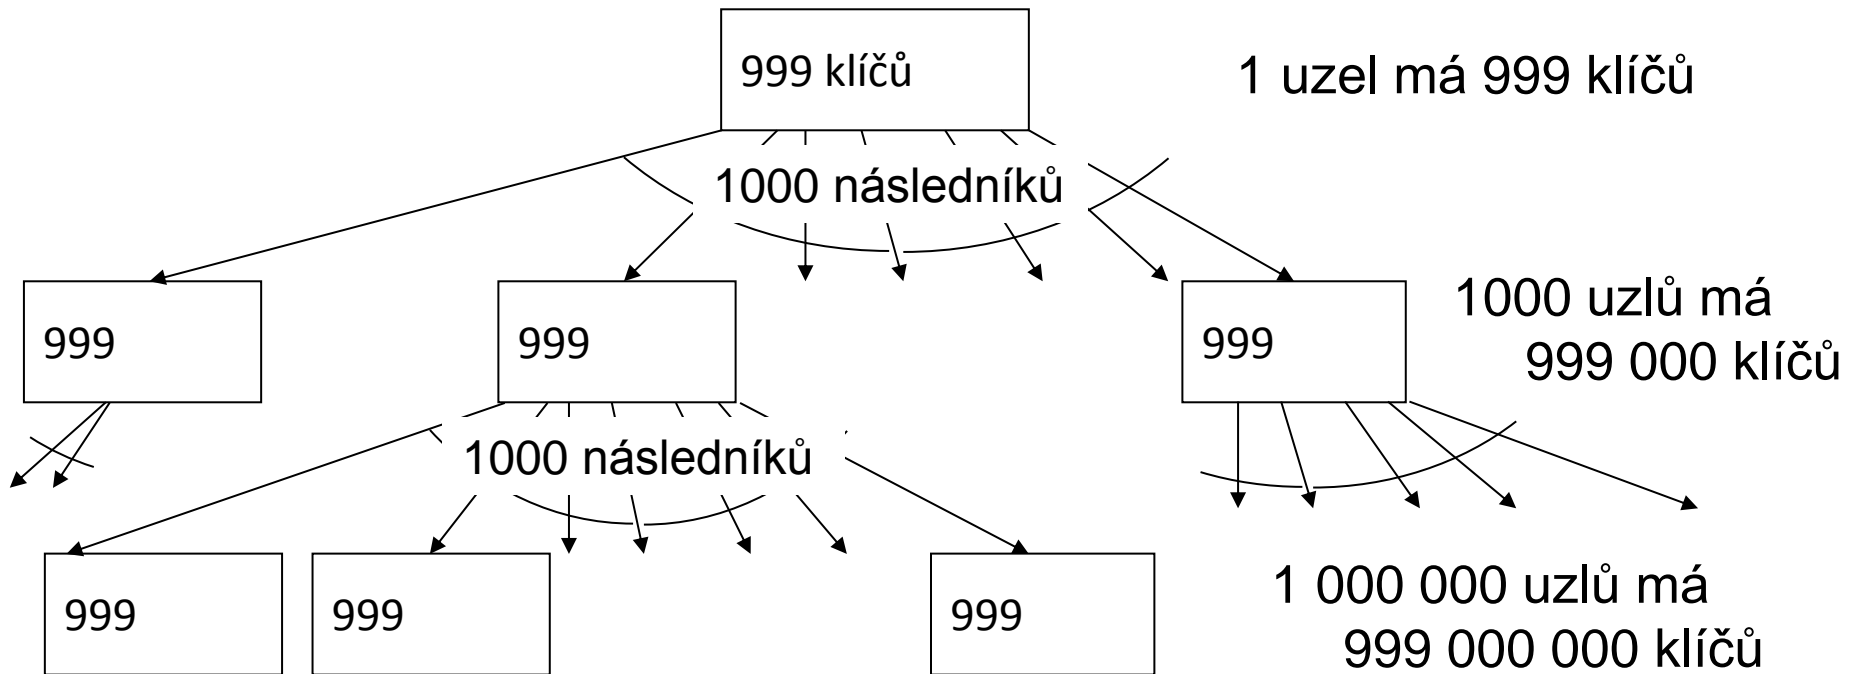 999 klíčů
1 uzel má 999 klíčů
1000 následníků
999
999
999
1000 uzlů má
999 000 klíčů
1000 následníků
999
999
999
1 000 000 uzlů má
999 000 000 klíčů